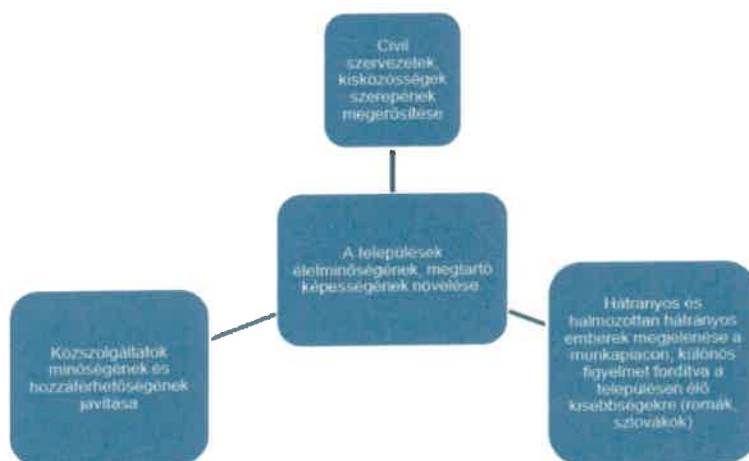 Civil
szervezetek,
kisközösségek
szerepének
megerősítése
A települések
életminőségének, megtartó
képességének növelése
Közszolgáltatok
minőségének és
hozzáférhetőségének
javítása
Hátrányos és
halmozottan hátrányos
emberek megjelenése a
munkapiacon, különös
figyelmet fordítva a
településen élő
kisebbségekre (romák,
szlovákok)